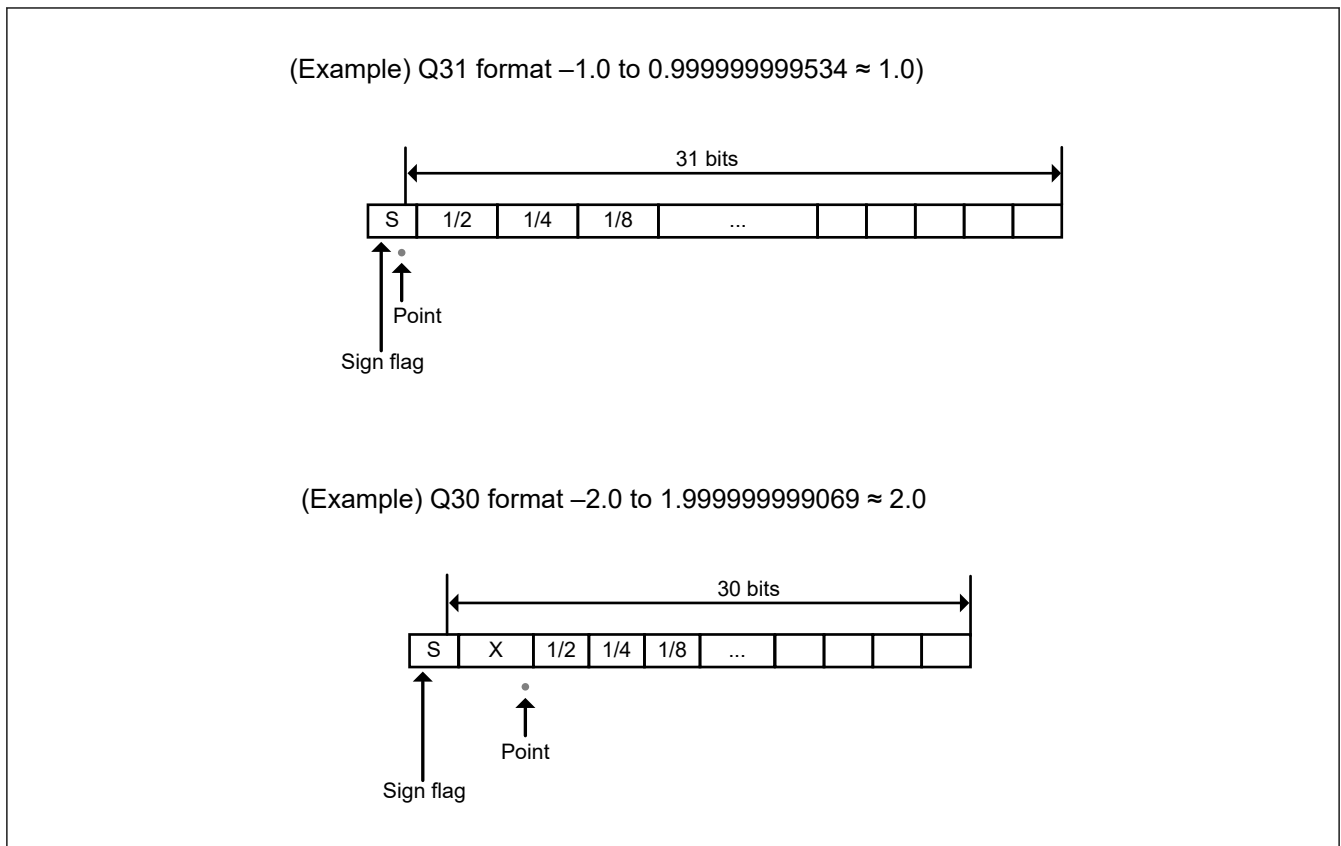 (Example) Q31 format –1.0 to 0.999999999534 ≈ 1.0)
31 bits
S 1/2 1/4 1/8 ...
Point
Sign flag
(Example) Q30 format –2.0 to 1.999999999069 ≈ 2.0
30 bits
S X 1/2 1/4 1/8 ...
Point
Sign flag